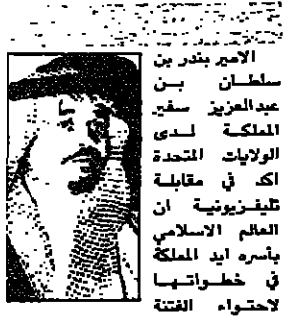 الامير بندر بن
سلطان بن
عبدالعزيز سفير
المملكة لدى
الولايات المتحدة
اكد في مقابلة
تليفزيونية ان
العالم الاسلامي
بأسره ايد المملكة
في خطواتها
لاحتواء الفتنة